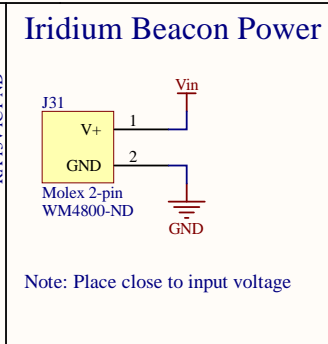 Iridium Beacon Power
Vin
J31
V+ 1
GND 2
Molex 2-pin
WM4800-ND
GND
Note: Place close to input voltage